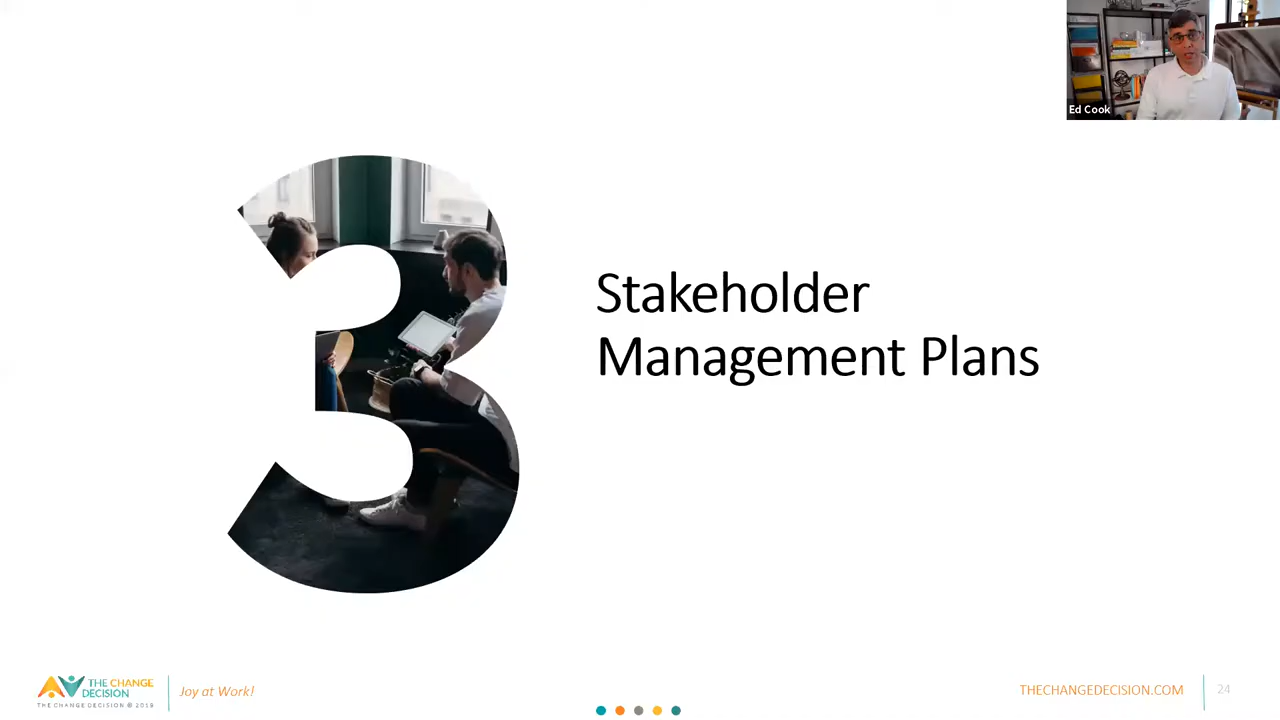 Ed Cook
3
Stakeholder
Management Plans
THE CHANGE
DECISION
THE CHANGE DECISION © 2019
Joy at Work!
THECHANGEDECISION.COM
24